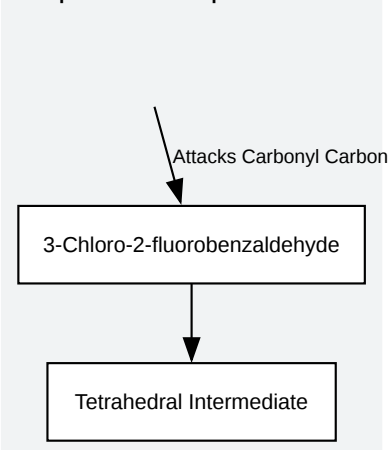 Attacks Carbonyl Carbon
3-Chloro-2-fluorobenzaldehyde
Tetrahedral Intermediate